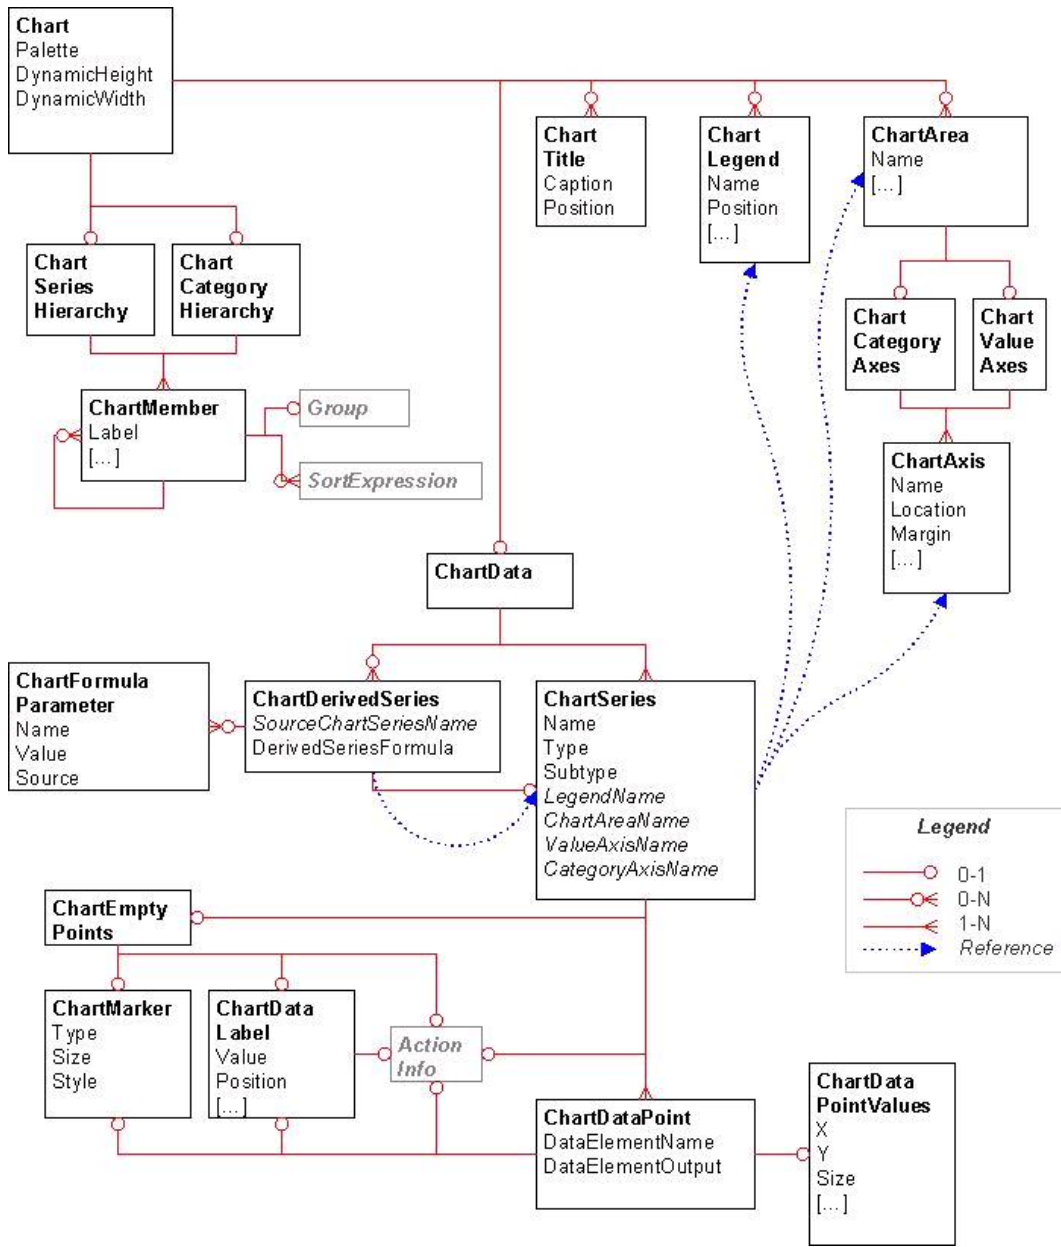 Chart
Palette
DynamicHeight
DynamicWidth
Chart
Title
Caption
Position
Chart
Legend
Name
Position
[...]
ChartArea
Name
[...]
Chart
Series
Hierarchy
Chart
Category
Hierarchy
Chart
Category
Axes
Chart
Value
Axes
ChartMember
Label
[...]
Group
SortExpression
ChartAxis
Name
Location
Margin
[...]
ChartData
ChartFormula
Parameter
Name
Value
Source
ChartDerivedSeries
SourceChartSeriesName
DerivedSeriesFormula
ChartSeries
Name
Type
Subtype
LegendName
ChartAreaName
ValueAxisName
CategoryAxisName
Legend
0-1
0-N
1-N
Reference
ChartEmpty
Points
ChartMarker
Type
Size
Style
ChartData
Label
Value
Position
[...]
Action
Info
ChartDataPoint
DataElementName
DataElementOutput
ChartData
PointValues
X
Y
Size
[...]